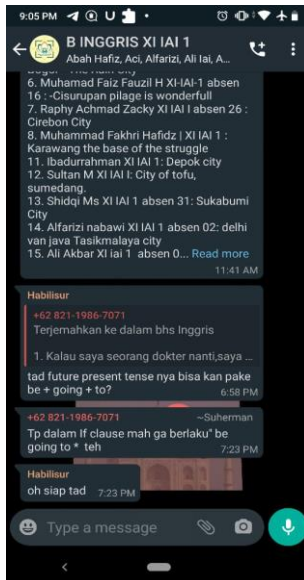 9:05 PM
B INGGRIS XI IAI 1
Abah Hafiz, Aci, Alfarizi, Ali Iai, A...
6. Muhamad Faiz Fauzil H XI-IAI-1 absen
16 : -Cisurupan pilage is wonderfull
7. Raphy Achmad Zacky XI IAI I absen 26 :
Cirebon City
8. Muhammad Fakhri Hafidz | XI IAI 1 :
Karawang the base of the struggle
11. Ibadurrahman XI IAI 1: Depok city
12. Sultan M XI IAI I: City of tofu,
sumedang.
13. Shidqi Ms XI IAI 1 absen 31: Sukabumi
City
14. Alfarizi nabawi XI IAI 1 absen 02: delhi
van java Tasikmalaya city
15. Ali Akbar XI iai 1 absen 0... Read more
11:41 AM
Habilisur
+62 821-1986-7071
Terjemahkan ke dalam bhs Inggris
1. Kalau saya seorang dokter nanti,saya ...
tad future present tense nya bisa kan pake
be + going + to?
6:58 PM
+62 821-1986-7071 ~Suherman
Tp dalam If clause mah ga berlaku" be
going to * teh
7:23 PM
Habilisur
oh siap tad 7:23 PM
Type a message